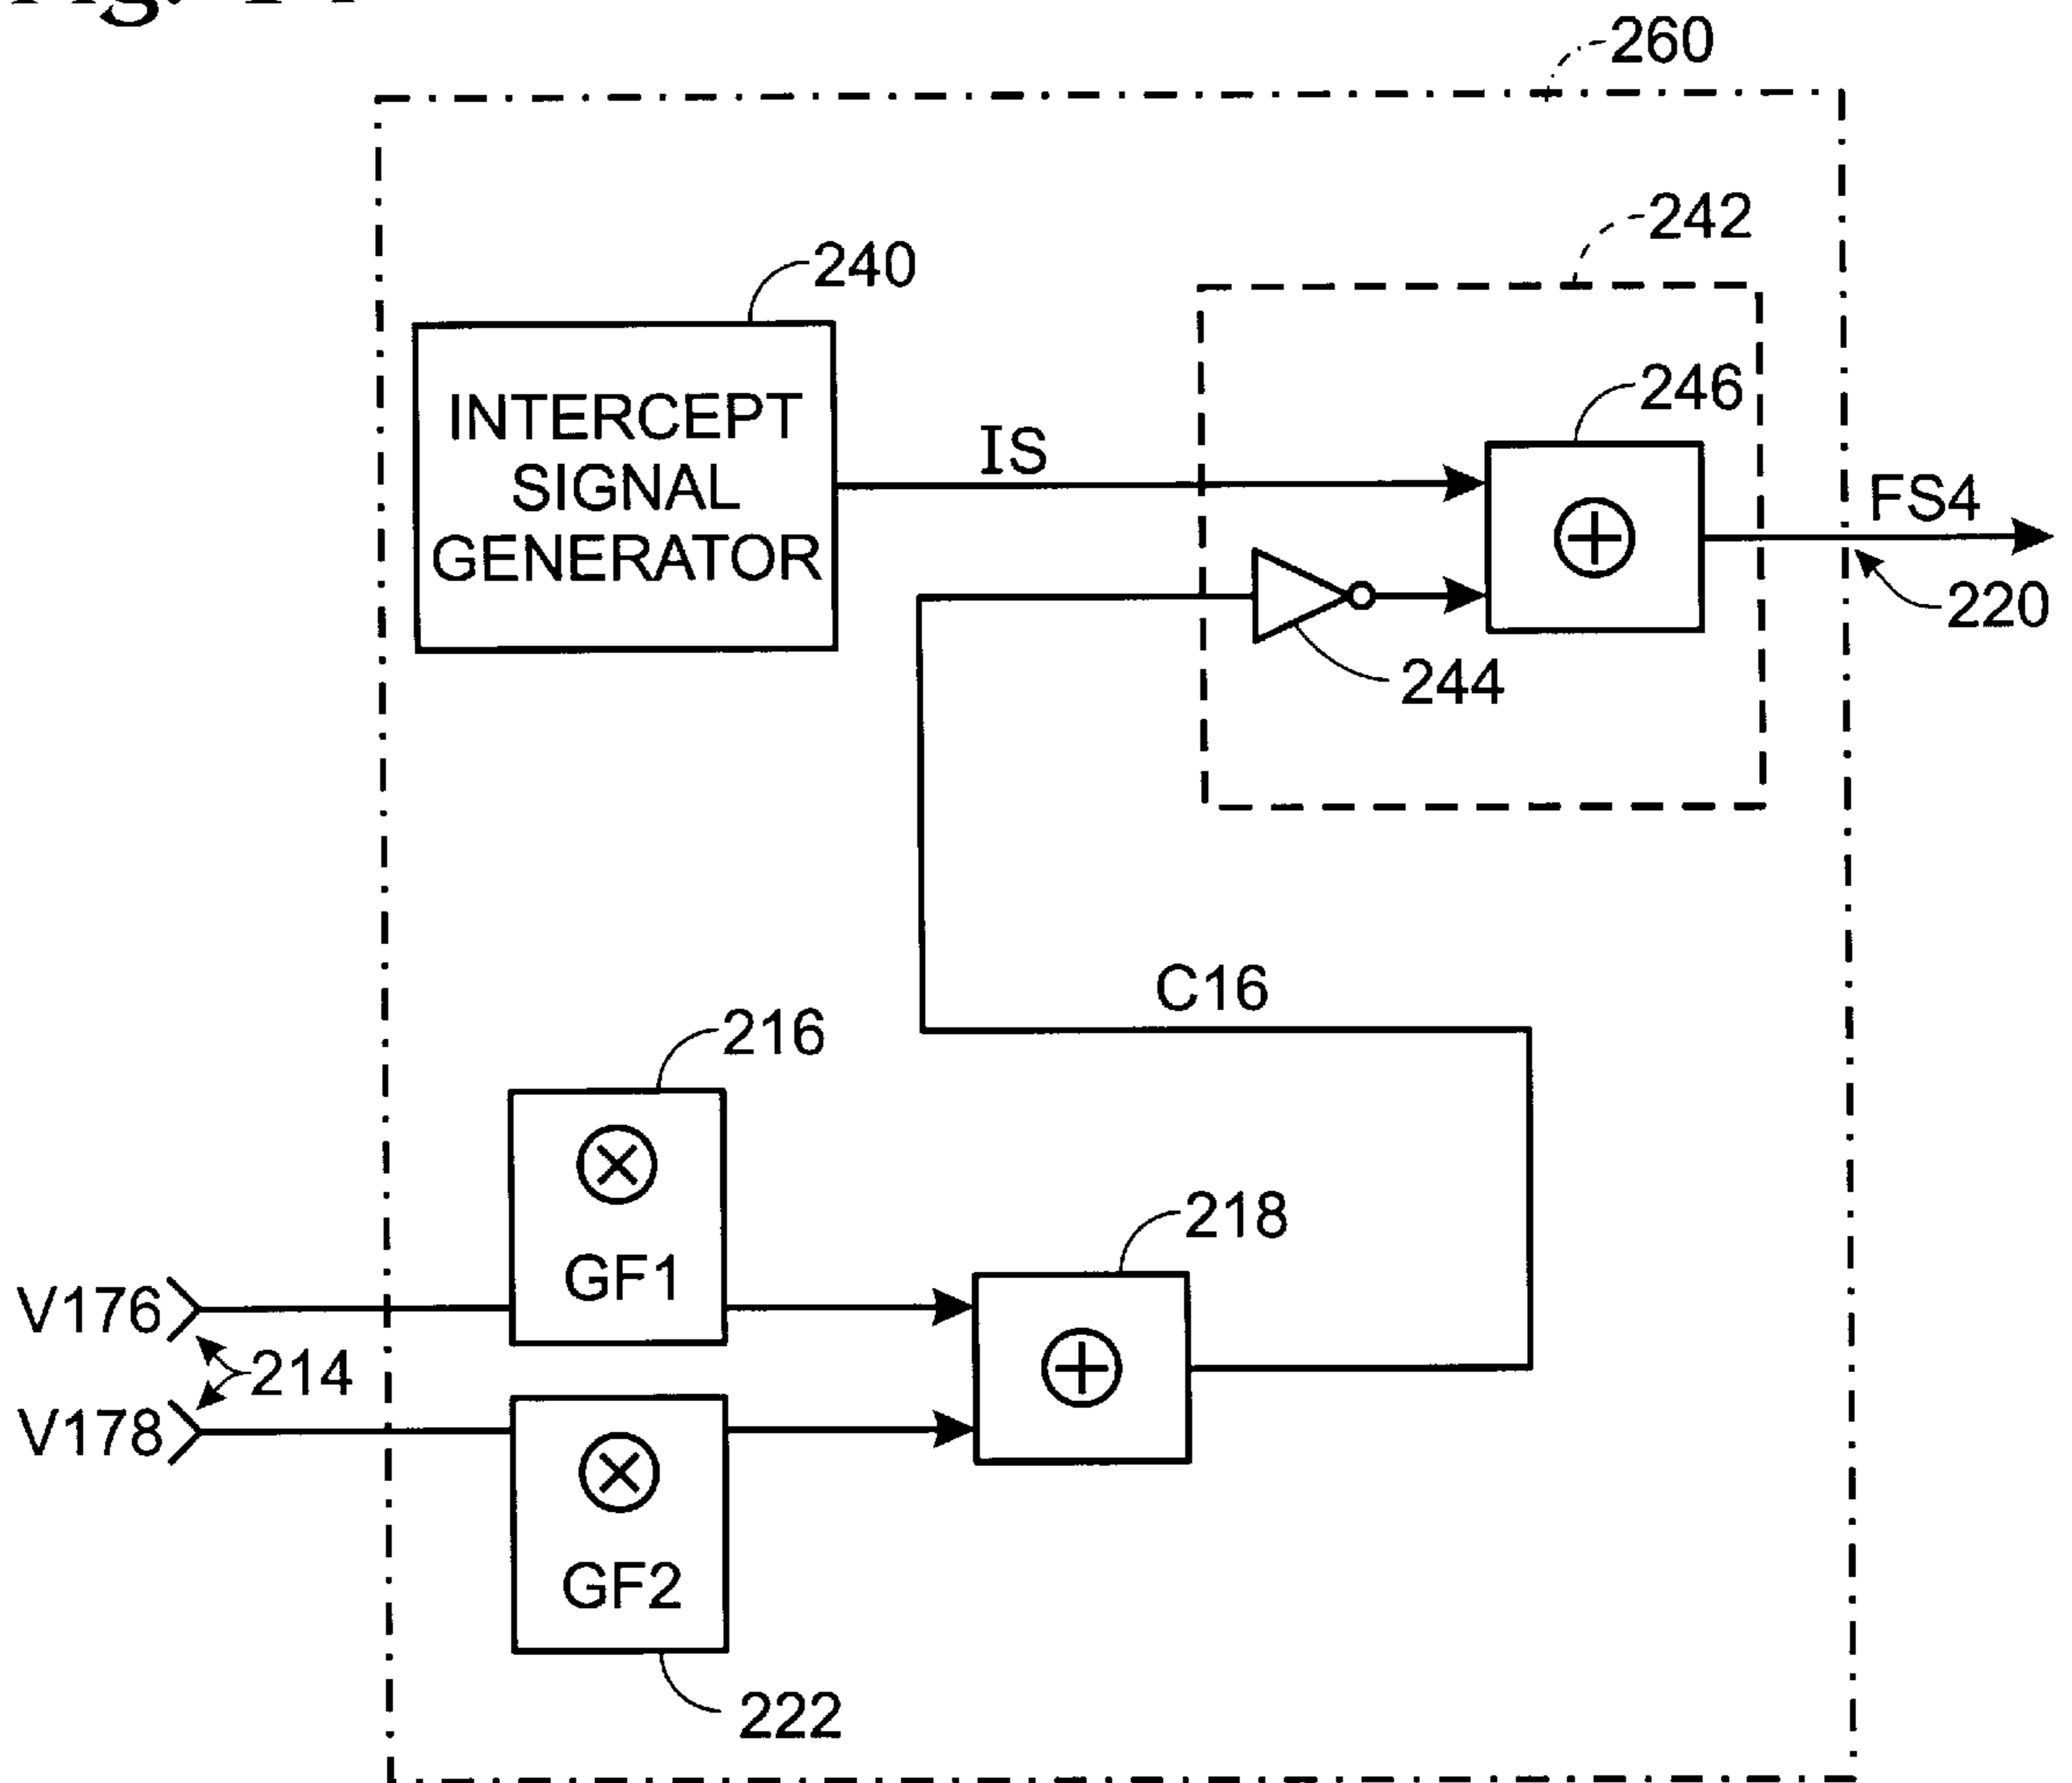 260
242
240
246
INTERCEPT
SIGNAL
GENERATOR
IS
FS4
220
244
C16
216
GF1
218
V176
214
V178
GF2
222